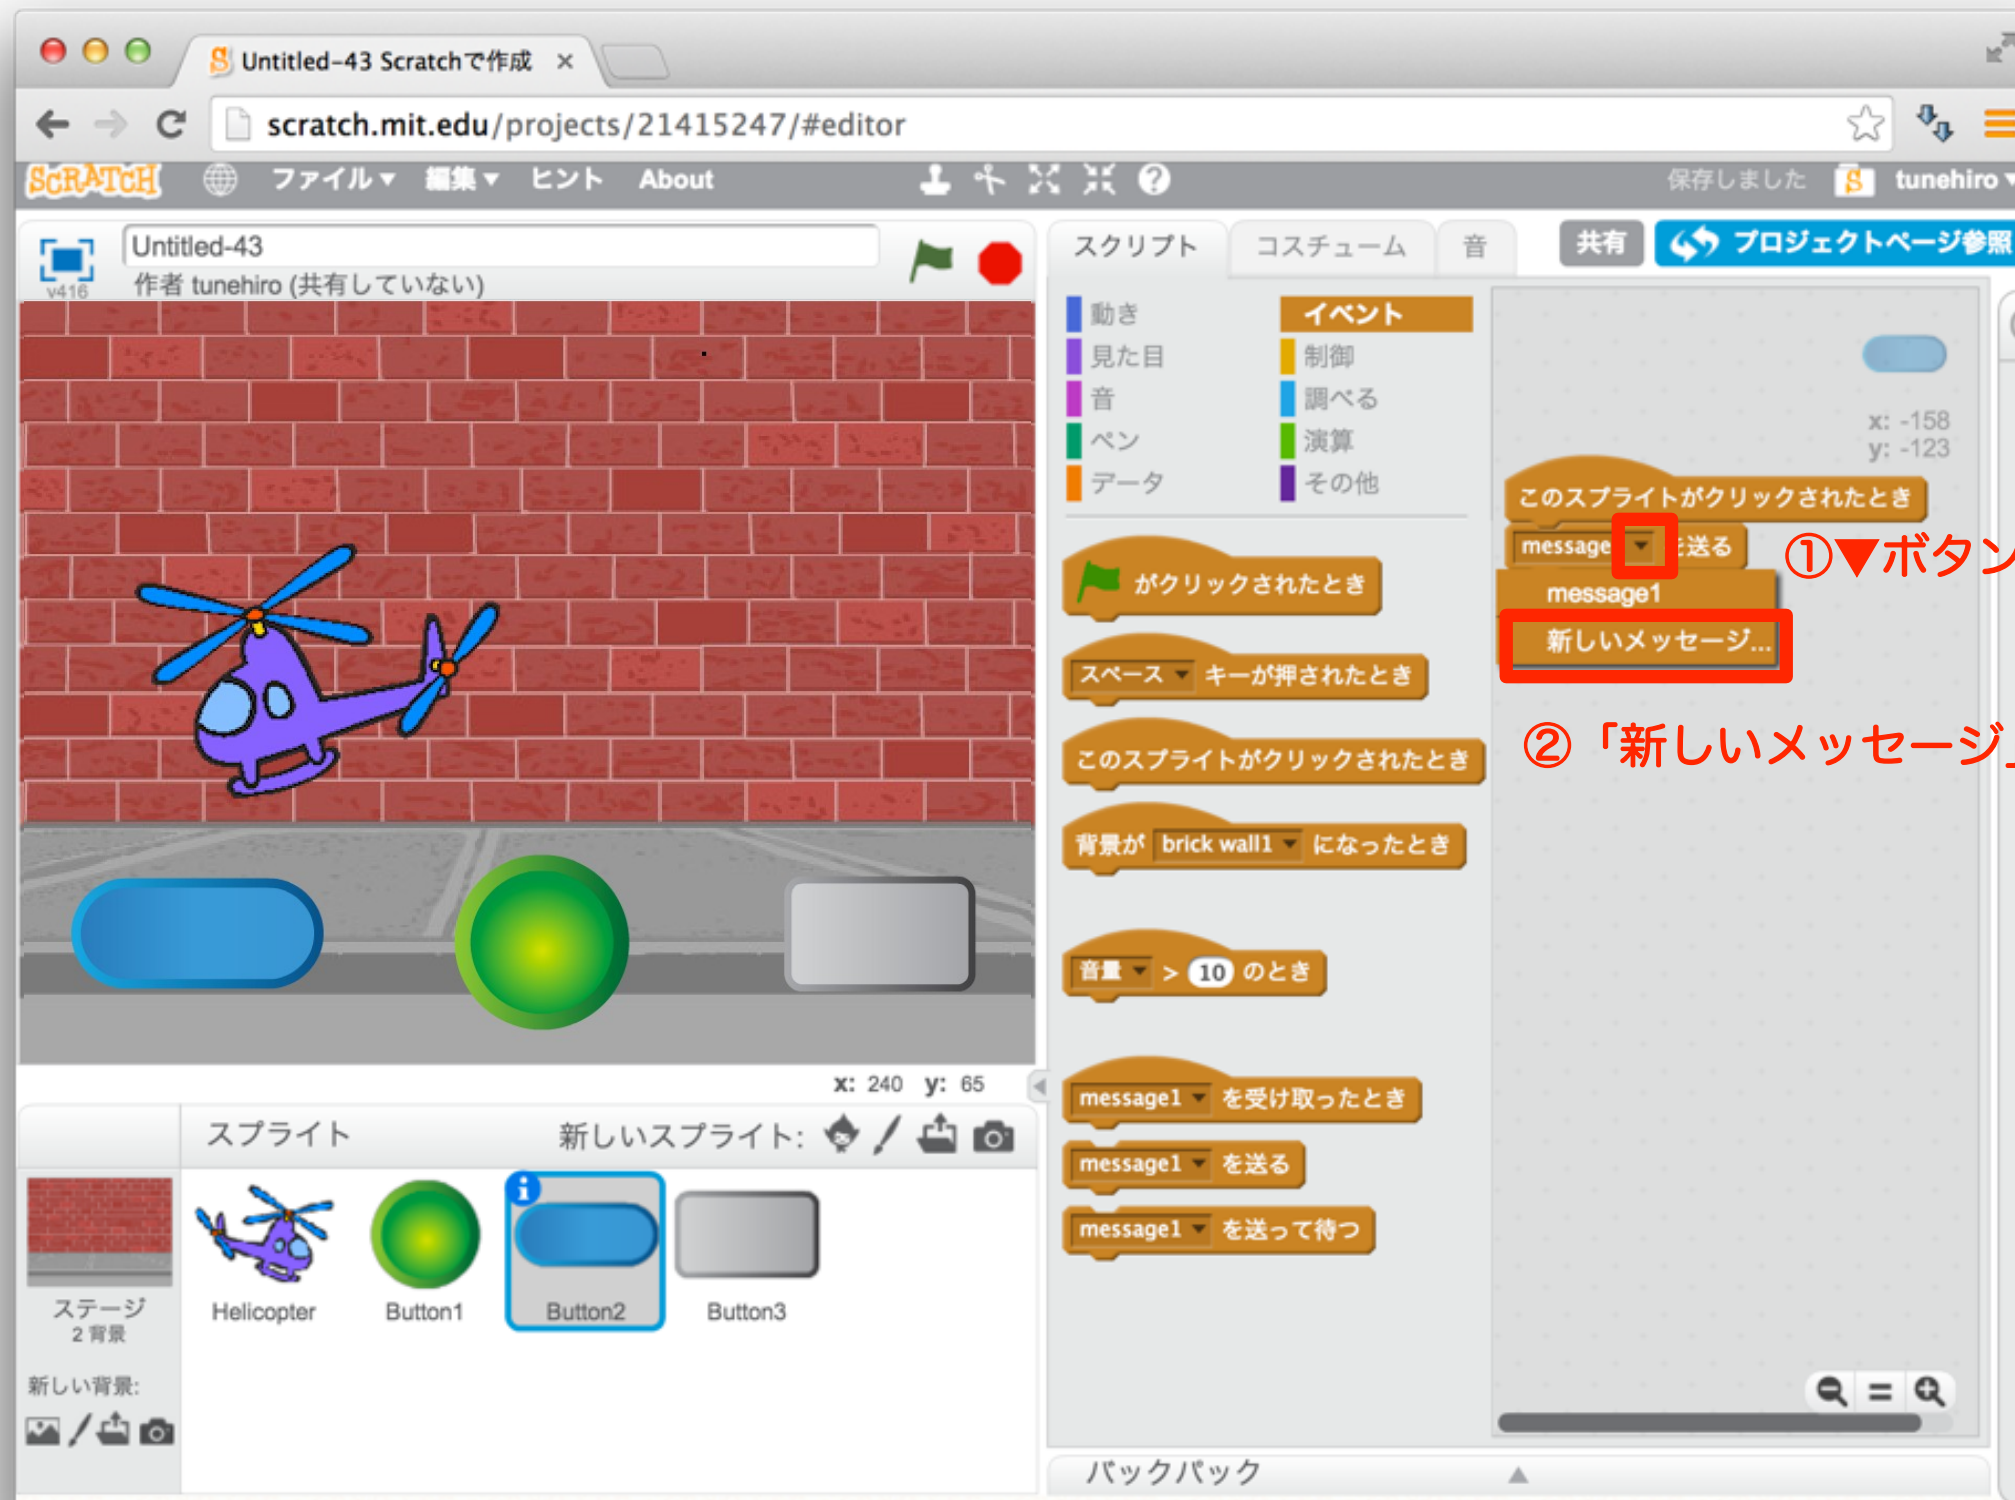 Untitled-43 Scratchで作成
scratch.mit.edu/projects/21415247/#editor
SCRATCH ファイル▼ 編集▼ ヒント About
保存しました tunehiro▼
Untitled-43
作者 tunehiro (共有していない)
v416
スクリプト コスチューム 音
共有 プロジェクトページ参照
動き イベント
見た目 制御
音 調べる
ペン 演算
データ その他
x: -158
y: -123
このスプライトがクリックされたとき
message ▼ を送る
①▼ボタン
message1
新しいメッセージ...
②「新しいメッセージ」
がクリックされたとき
スペース ▼ キーが押されたとき
このスプライトがクリックされたとき
背景が brick wall1 ▼ になったとき
音量 ▼ > 10 のとき
message1 ▼ を受け取ったとき
message1 ▼ を送る
message1 ▼ を送って待つ
x: 240 y: 65
スプライト 新しいスプライト:
Helicopter Button1 Button2 Button3
ステージ
2 背景
新しい背景:
バックパック